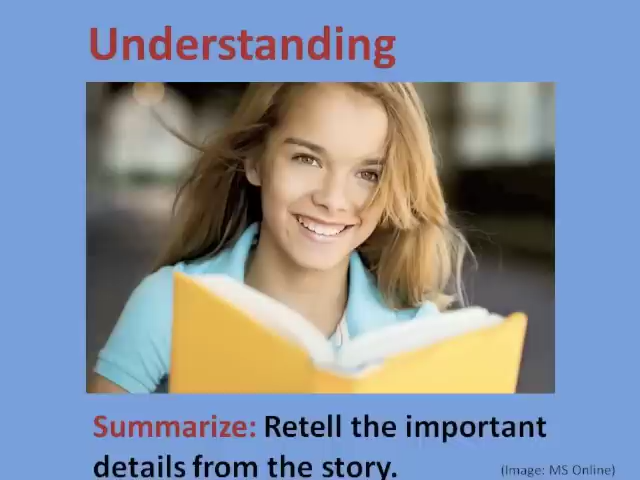 Understanding
Summarize: Retell the important
details from the story.
(Image: MS Online)